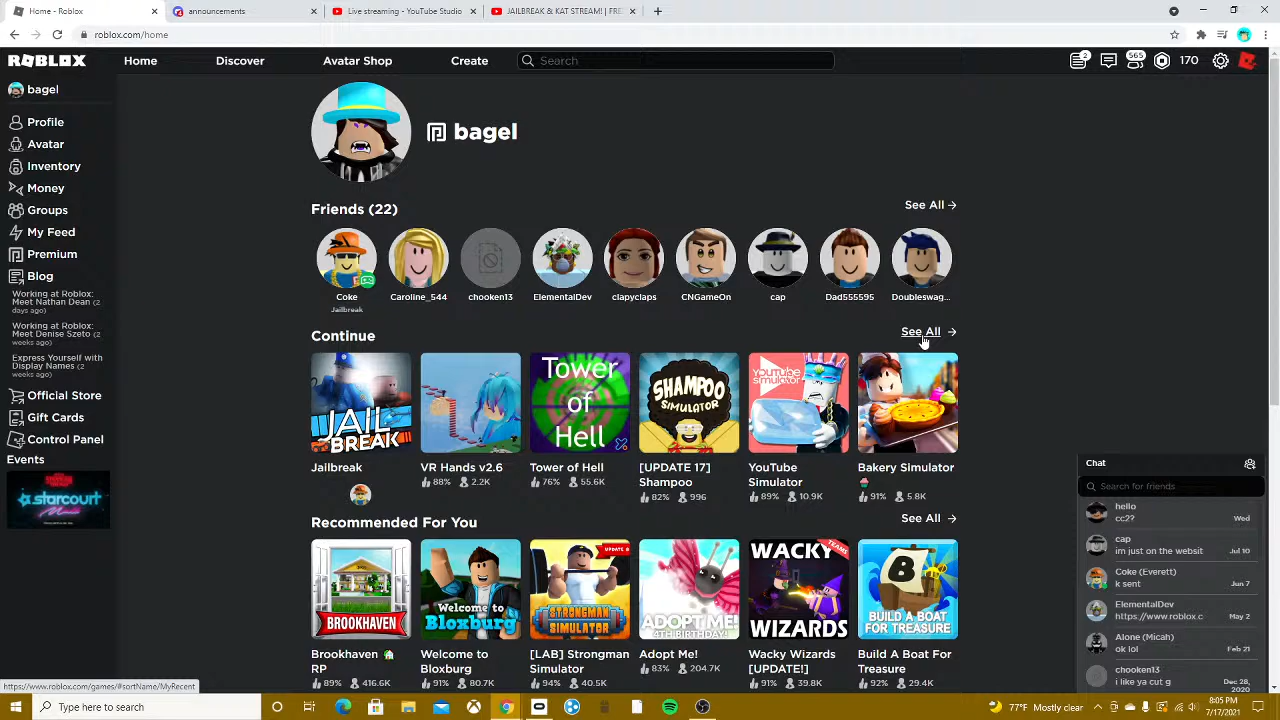 Home - Roblox
announcements
Live streaming - YouTube Studio
JAILBREAK & KAT STREAM! | FRE
roblox.com/home
ROBLOX
Home
Discover
Avatar Shop
Create
Search
2
565
170
bagel
Profile
Avatar
Inventory
Money
Groups
My Feed
Premium
Blog
Working at Roblox:
Meet Nathan Dean (2
days ago)
Working at Roblox:
Meet Denise Szeto (2
weeks ago)
Express Yourself with
Display Names (2
weeks ago)
Official Store
Gift Cards
Control Panel
Events
starcourt
bagel
Friends (22)
See All →
Coke
Jailbreak
Caroline_544
chooken13
ElementalDev
clapyclaps
CNGameOn
cap
Dad555595
Doubleswag...
Continue
See All →
JAIL
BREAK
Tower
of
Hell
SHAMPOO
SIMULATOR
YOUTUBE
SIMULATOR
Jailbreak
VR Hands v2.6
88% 2.2K
Tower of Hell
76% 55.6K
[UPDATE 17]
Shampoo
82% 996
YouTube
Simulator
89% 10.9K
Bakery Simulator
91% 5.8K
Recommended For You
See All →
BROOKHAVEN
Welcome to
Bloxburg
UPDATE 8
STRONGMAN
SIMULATOR
ADOPT ME!
4TH BIRTHDAY!
TEAMS
WACKY
WIZARDS
B
BUILD A BOAT
FOR TREASURE
Brookhaven
RP
89% 416.6K
Welcome to
Bloxburg
91% 80.7K
[LAB] Strongman
Simulator
94% 40.5K
Adopt Me!
83% 204.7K
Wacky Wizards
[UPDATE!]
91% 39.8K
Build A Boat For
Treasure
92% 29.4K
Chat
Search for friends
hello
cc2?
Wed
cap
im just on the websit
Jul 10
Coke (Everett)
k sent
Jun 7
ElementalDev
https://www.roblox.c
May 2
Alone (Micah)
ok lol
Feb 21
chooken13
i like ya cut g
Dec 28,
2020
https://www.roblox.com/games/#sortName/MyRecent
Type here to search
77°F Mostly clear
8:05 PM
7/17/2021